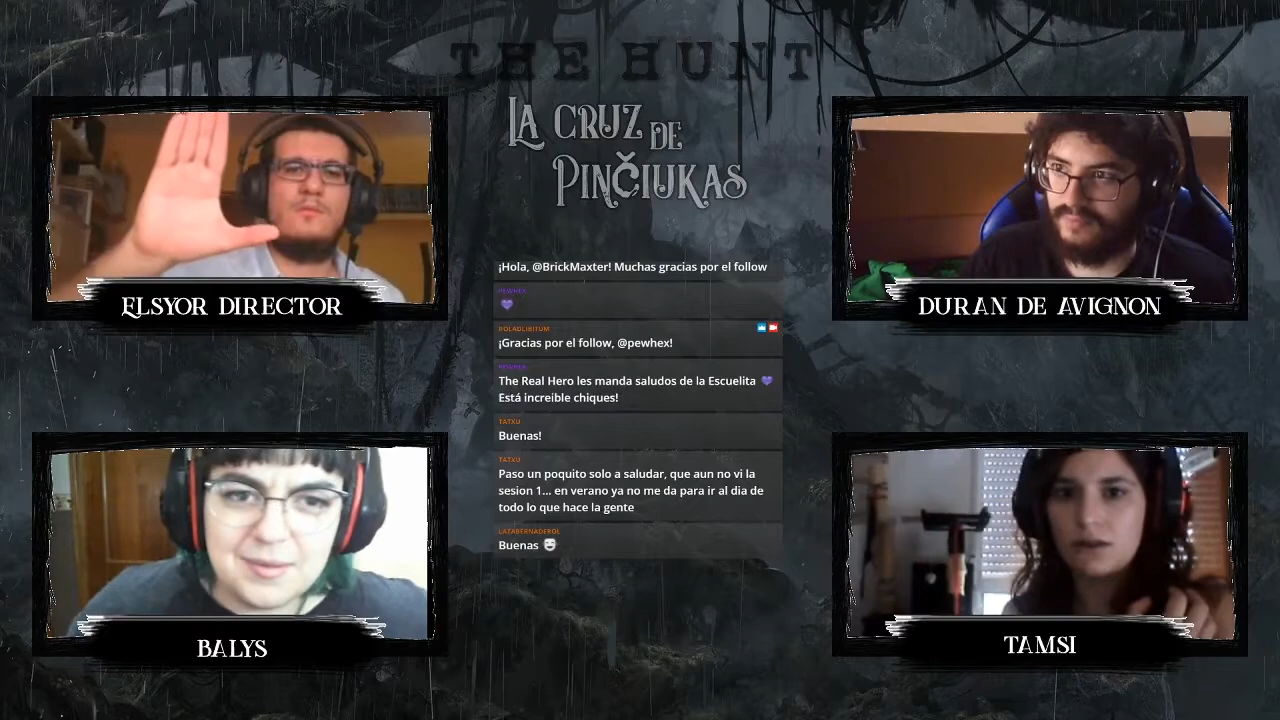 THE HUNT
LA CRUZ DE
PINČIUKAS
ELSYOR DIRECTOR
DURAN DE AVIGNON
¡Hola, @BrickMaxter! Muchas gracias por el follow
PEWHEX
💜
ROLADLIBITUM
¡Gracias por el follow, @pewhex!
PEWHEX
The Real Hero les manda saludos de la Escuelita 💜
Está increible chiques!
TATXU
Buenas!
TATXU
Paso un poquito solo a saludar, que aun no vi la
sesion 1... en verano ya no me da para ir al dia de
todo lo que hace la gente
LAZABERNADEROL
Buenas
BALYS
TAMSI